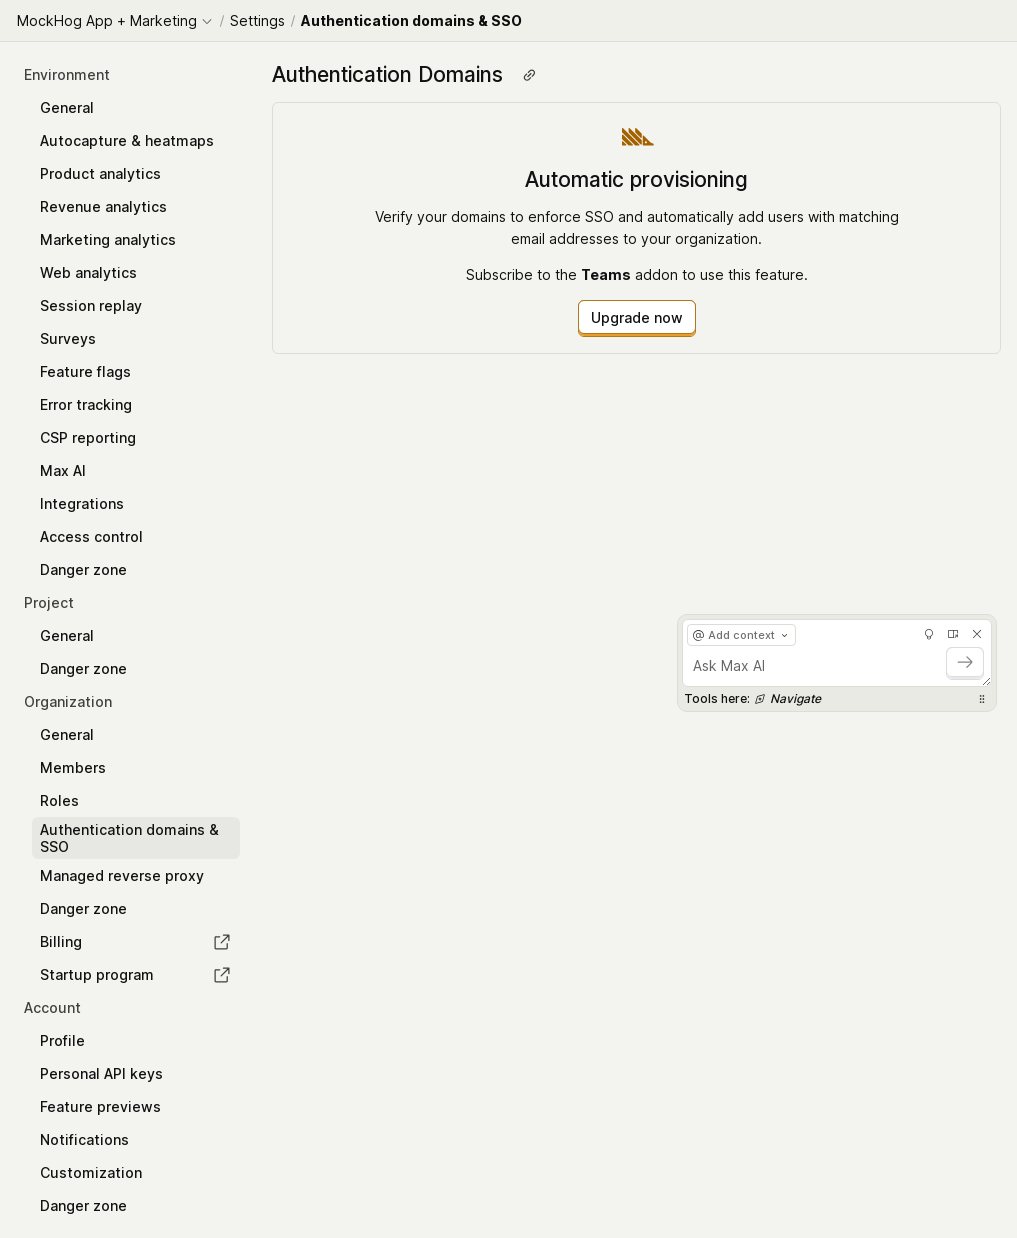 MockHog App + Marketing / Settings / Authentication domains & SSO
Environment
General
Autocapture & heatmaps
Product analytics
Revenue analytics
Marketing analytics
Web analytics
Session replay
Surveys
Feature flags
Error tracking
CSP reporting
Max AI
Integrations
Access control
Danger zone
Project
General
Danger zone
Organization
General
Members
Roles
Authentication domains &
SSO
Managed reverse proxy
Danger zone
Billing
Startup program
Account
Profile
Personal API keys
Feature previews
Notifications
Customization
Danger zone
Authentication Domains
Automatic provisioning
Verify your domains to enforce SSO and automatically add users with matching
email addresses to your organization.
Subscribe to the Teams addon to use this feature.
Upgrade now
@ Add context
Ask Max AI
Tools here: Navigate